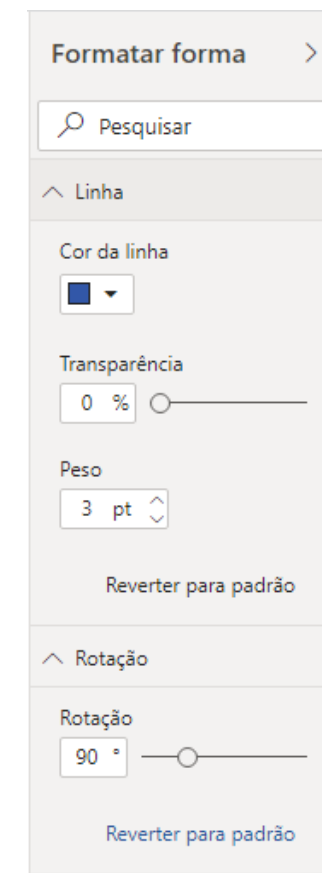 Formatar forma
Pesquisar
Linha
Cor da linha
Transparência
0 %
Peso
3 pt
Reverter para padrão
Rotação
Rotação
90 °
Reverter para padrão